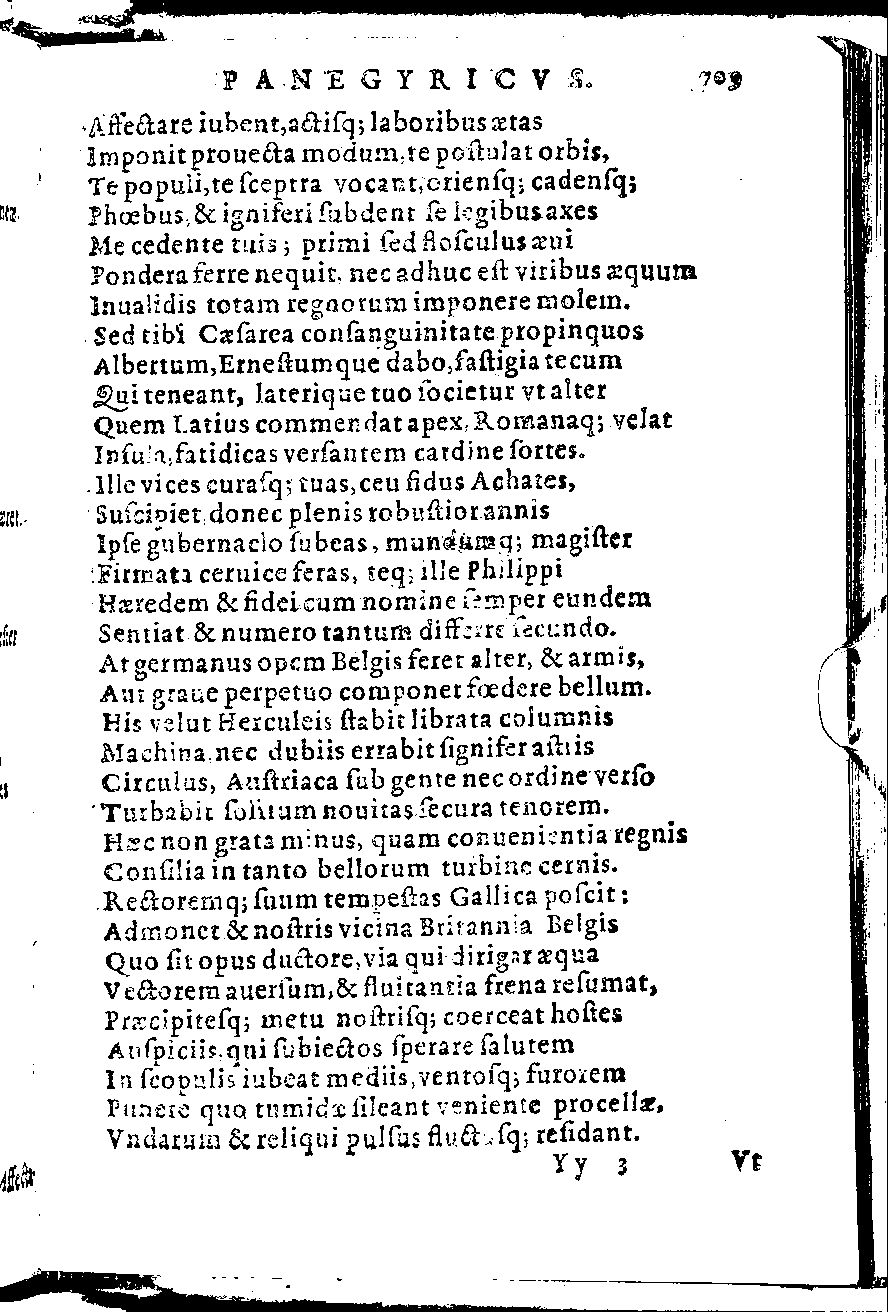 PANEGYRICVS. 709
Affectare iubent, actisq; laboribus ætas
Imponit prouecta modum, te postulat orbis,
Te populi, te sceptra vocant, oriensq; cadensq;
Phœbus, & igniferi subdent se legibus axes
Me cedente tuis; primi sed flosculus æui
Pondera ferre nequit, nec adhuc est viribus æquum
Inualidis totam regnorum imponere molem.
Sed tibi Cæsarea consanguinitate propinquos
Albertum, Ernestumque dabo, fastigia tecum
Qui teneant, laterique tuo societur vt alter
Quem Latius commendat apex, Romanaq; velat
Insula, fatidicas versantem cardine sortes.
Ille vices curasq; tuas, ceu fidus Achates,
Suscipiet, donec plenis robustior annis
Ipse gubernaclo subeas, mundumq; magister
Firmata ceruice feras, teq; ille Philippi
Hæredem & fidei cum nomine semper eundem
Sentiat & numero tantum differre secundo.
At germanus opem Belgis feret alter, & armis,
Aut graue perpetuo componet fœdere bellum.
His velut Herculeis stabit librata columnis
Machina, nec dubiis errabit signifer astris
Circulus, Austriaca sub gente nec ordine verso
Turbabit solitum nouitas secura tenorem.
Hæc non grata minus, quam conuenientia regnis
Consilia in tanto bellorum turbine cernis.
Rectoremq; suum tempestas Gallica poscit:
Admonet & nostris vicina Britannia Belgis
Quo sit opus ductore, via qui dirigat æqua
Vectorem auersum, & fluitantia frena resumat,
Præcipitesq; metu nostrisq; coerceat hostes
Auspiciis, qui subiectos sperare salutem
In scopulis iubeat mediis, ventosq; furorem
Punere quo tumidæ sileant veniente procellæ,
Vndarum & reliqui pulsus fluctusq; residant.
Yy 3 Vt